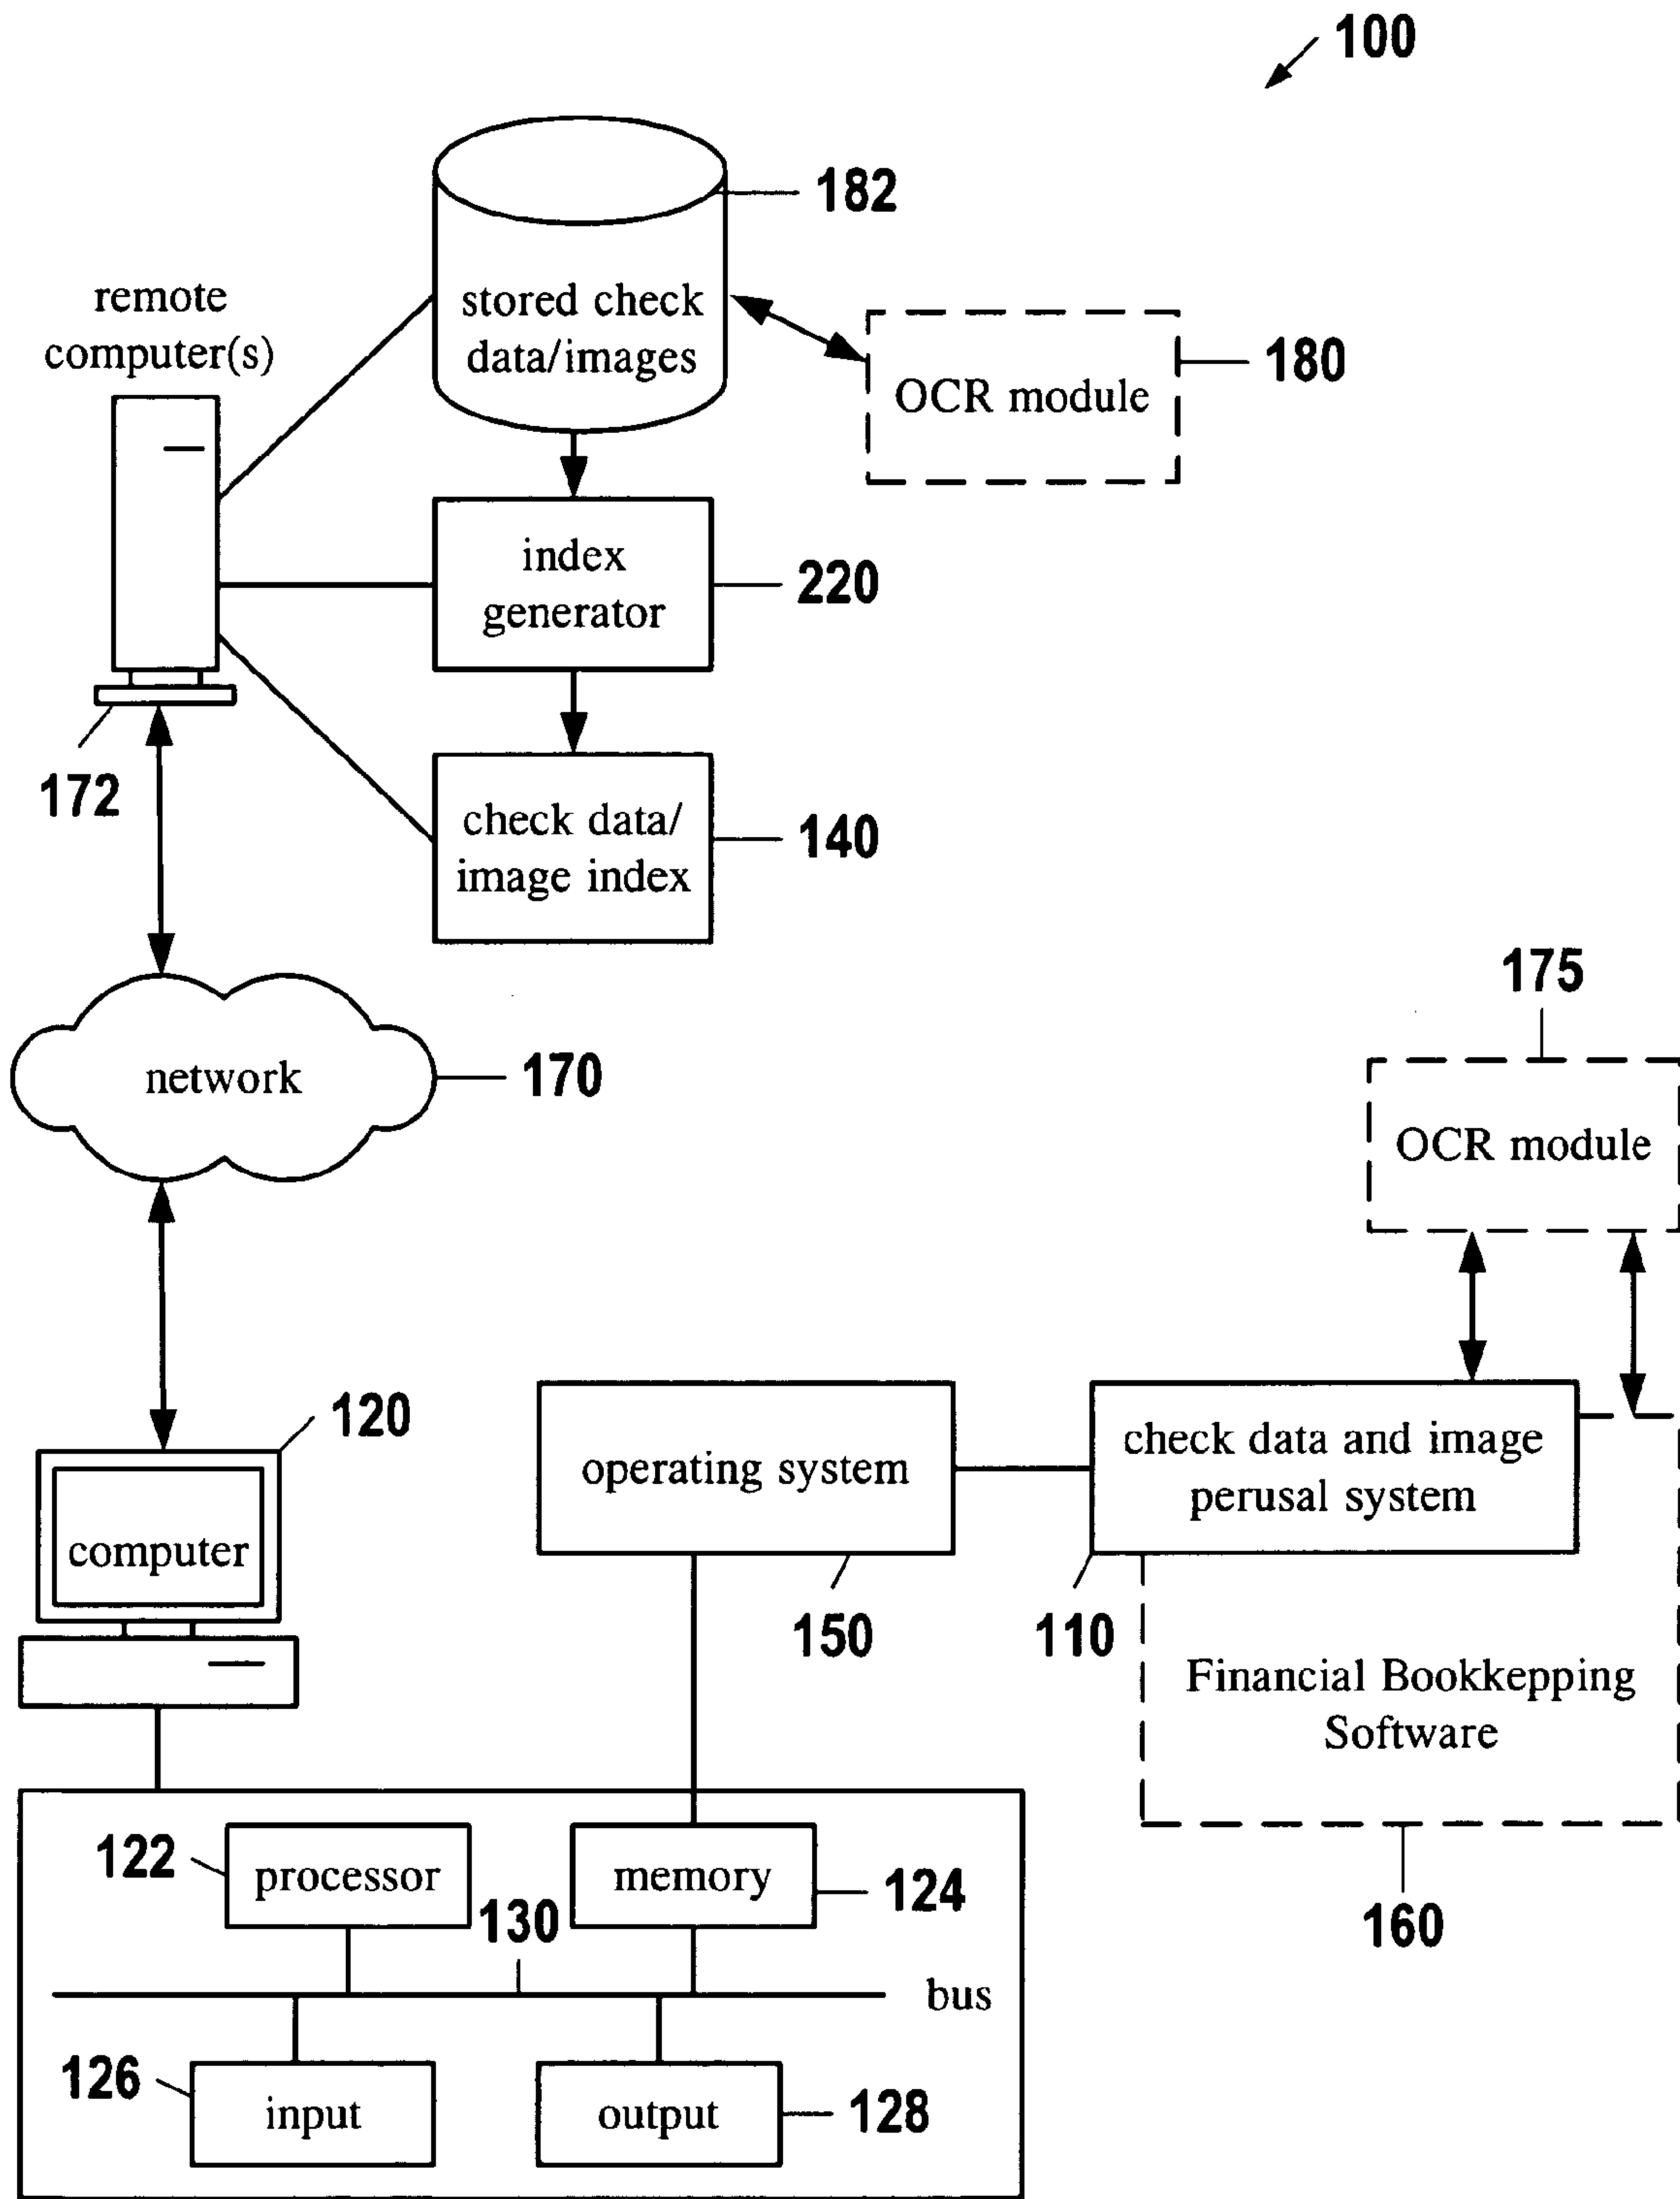 100
182
stored check
data/images
remote
computer(s)
180
OCR module
index
generator
220
172
check data/
image index
140
175
network
170
OCR module
120
operating system
check data and image
perusal system
computer
150
110
Financial Bookkepping
Software
122
processor
memory
124
130
160
bus
126
input
output
128